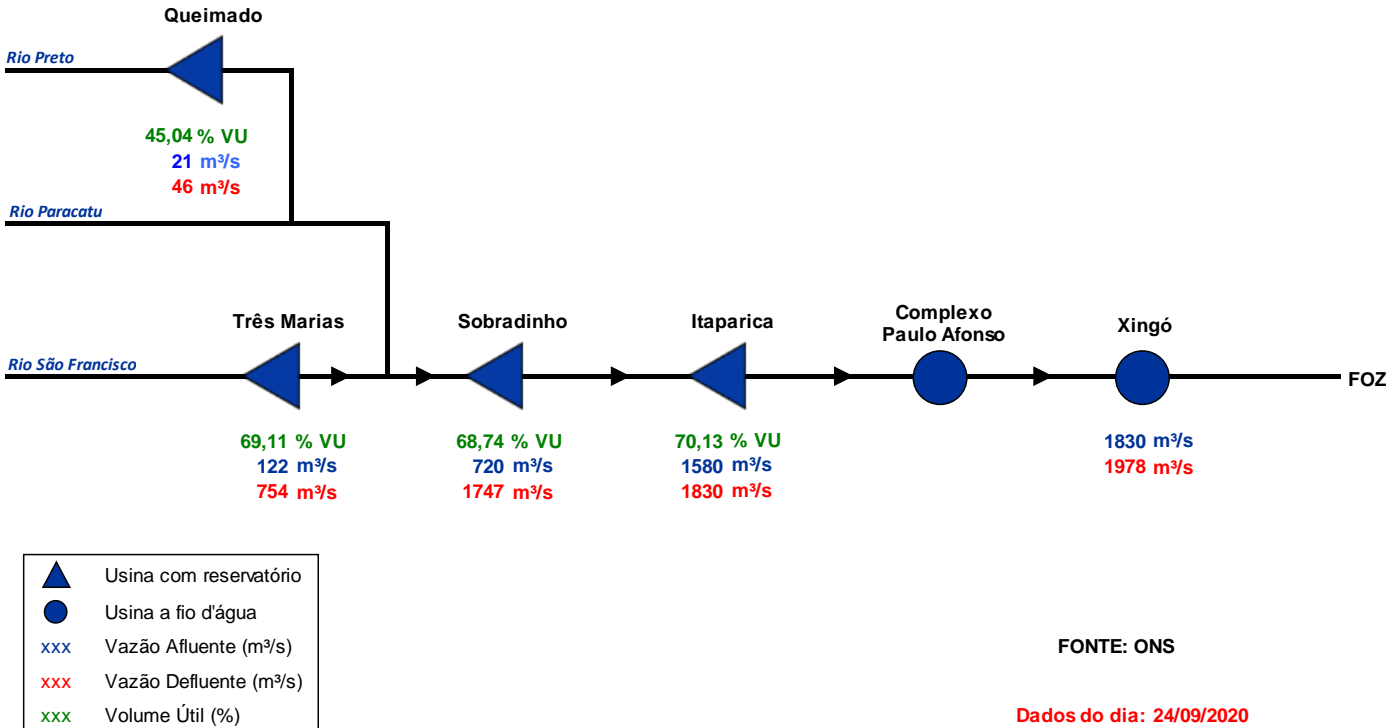 Queimado
Rio Preto
45,04 % VU
21 m³/s
46 m³/s
Rio Paracatu
Três Marias
Sobradinho
Itaparica
Complexo
Paulo Afonso
Xingó
Rio São Francisco
FOZ
69,11 % VU
122 m³/s
754 m³/s
68,74 % VU
720 m³/s
1747 m³/s
70,13 % VU
1580 m³/s
1830 m³/s
1830 m³/s
1978 m³/s
Usina com reservatório
Usina a fio d'água
xxx Vazão Afluente (m³/s)
xxx Vazão Defluente (m³/s)
xxx Volume Útil (%)
FONTE: ONS
Dados do dia: 24/09/2020